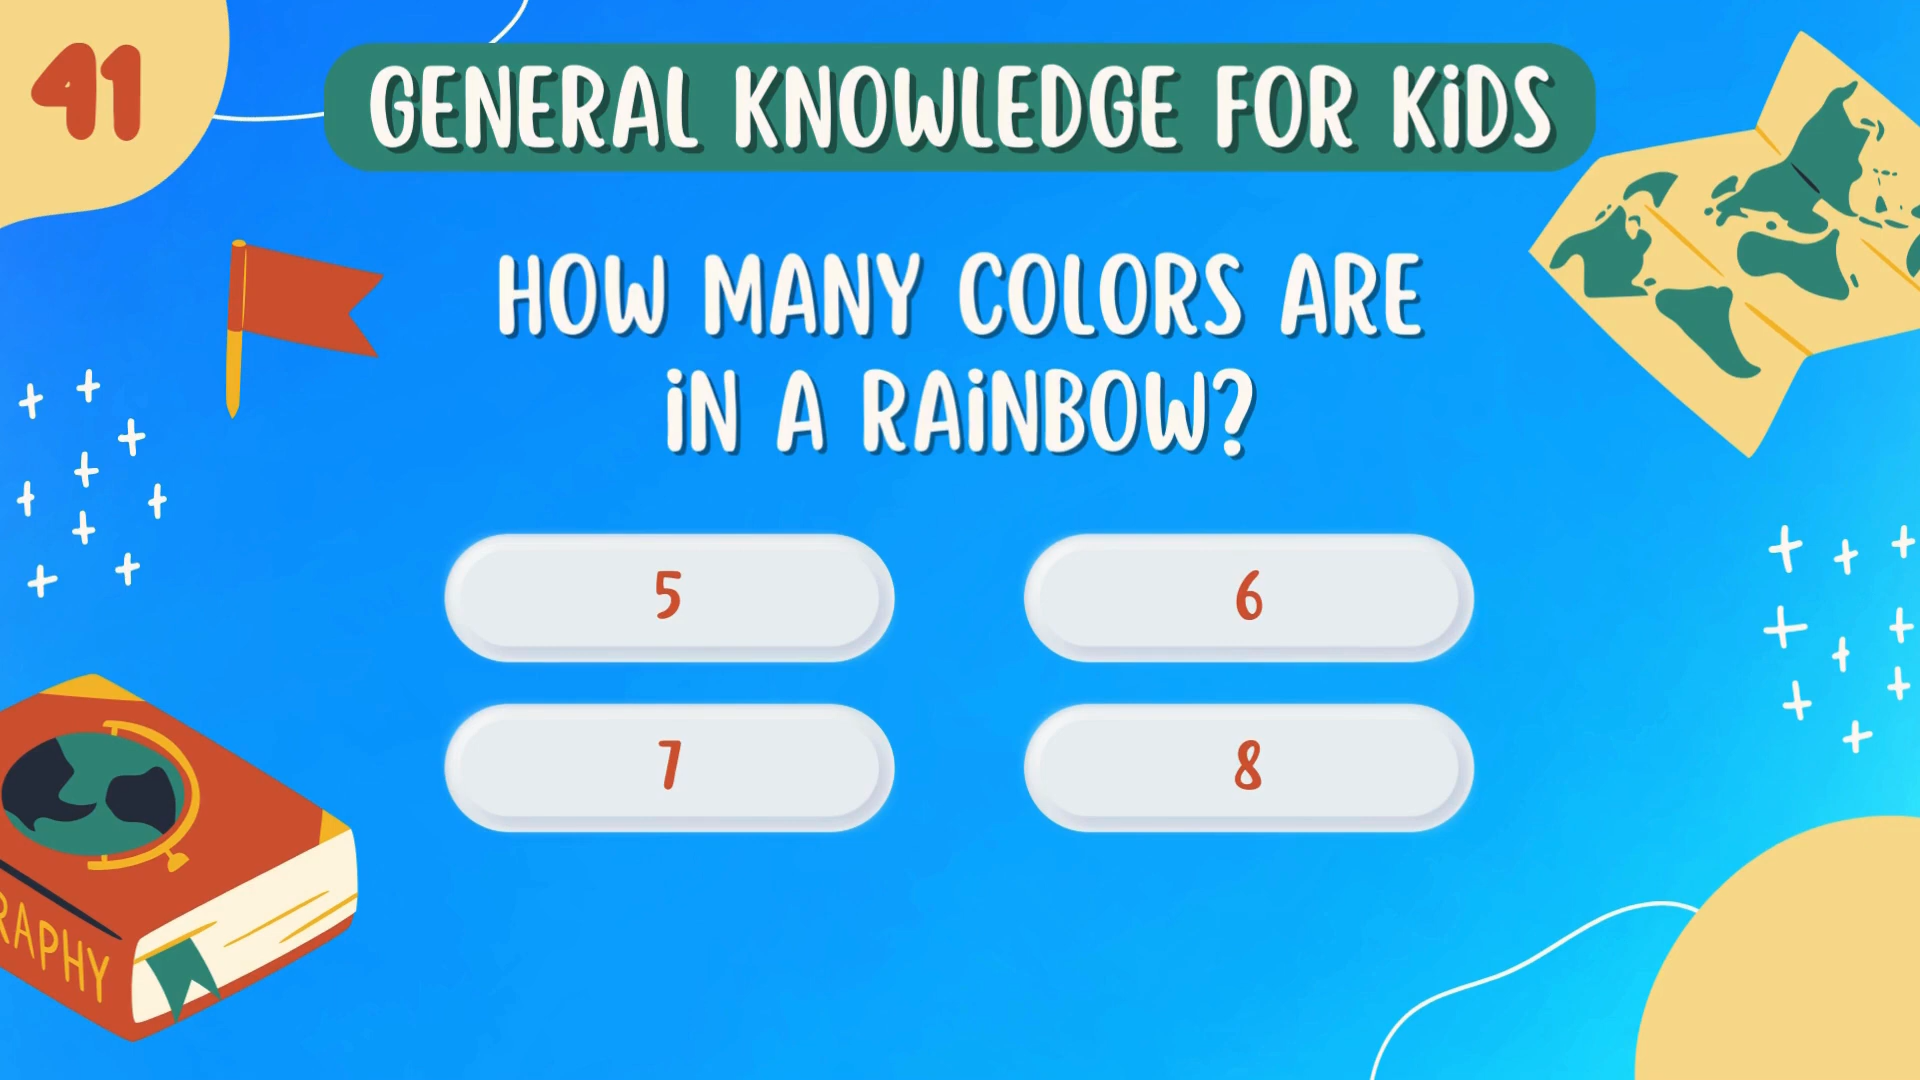 41
GENERAL KNOWLEDGE FOR KiDS
HOW MANY COLORS ARE
iN A RAiNBOW?
5
6
7
8
RAPHY